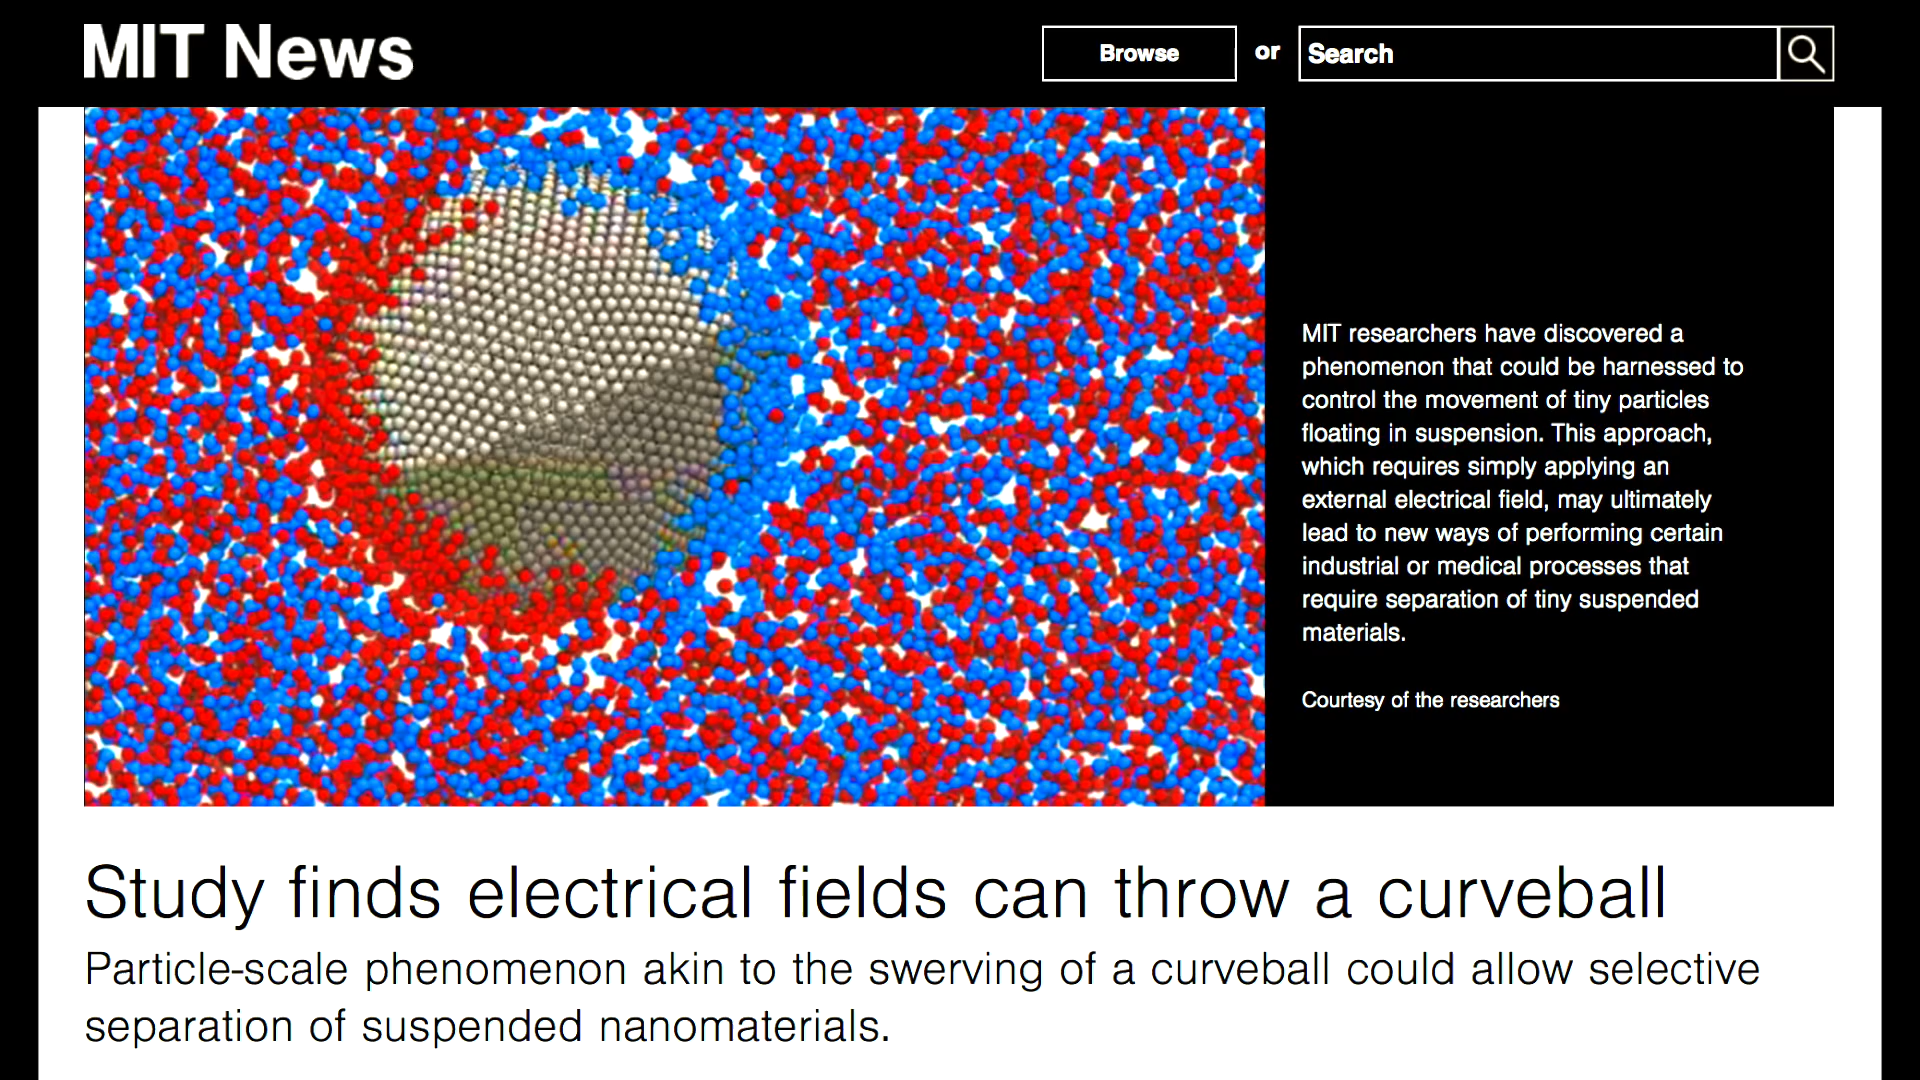 MIT News
Browse or Search
MIT researchers have discovered a
phenomenon that could be harnessed to
control the movement of tiny particles
floating in suspension. This approach,
which requires simply applying an
external electrical field, may ultimately
lead to new ways of performing certain
industrial or medical processes that
require separation of tiny suspended
materials.
Courtesy of the researchers
Study finds electrical fields can throw a curveball
Particle-scale phenomenon akin to the swerving of a curveball could allow selective
separation of suspended nanomaterials.